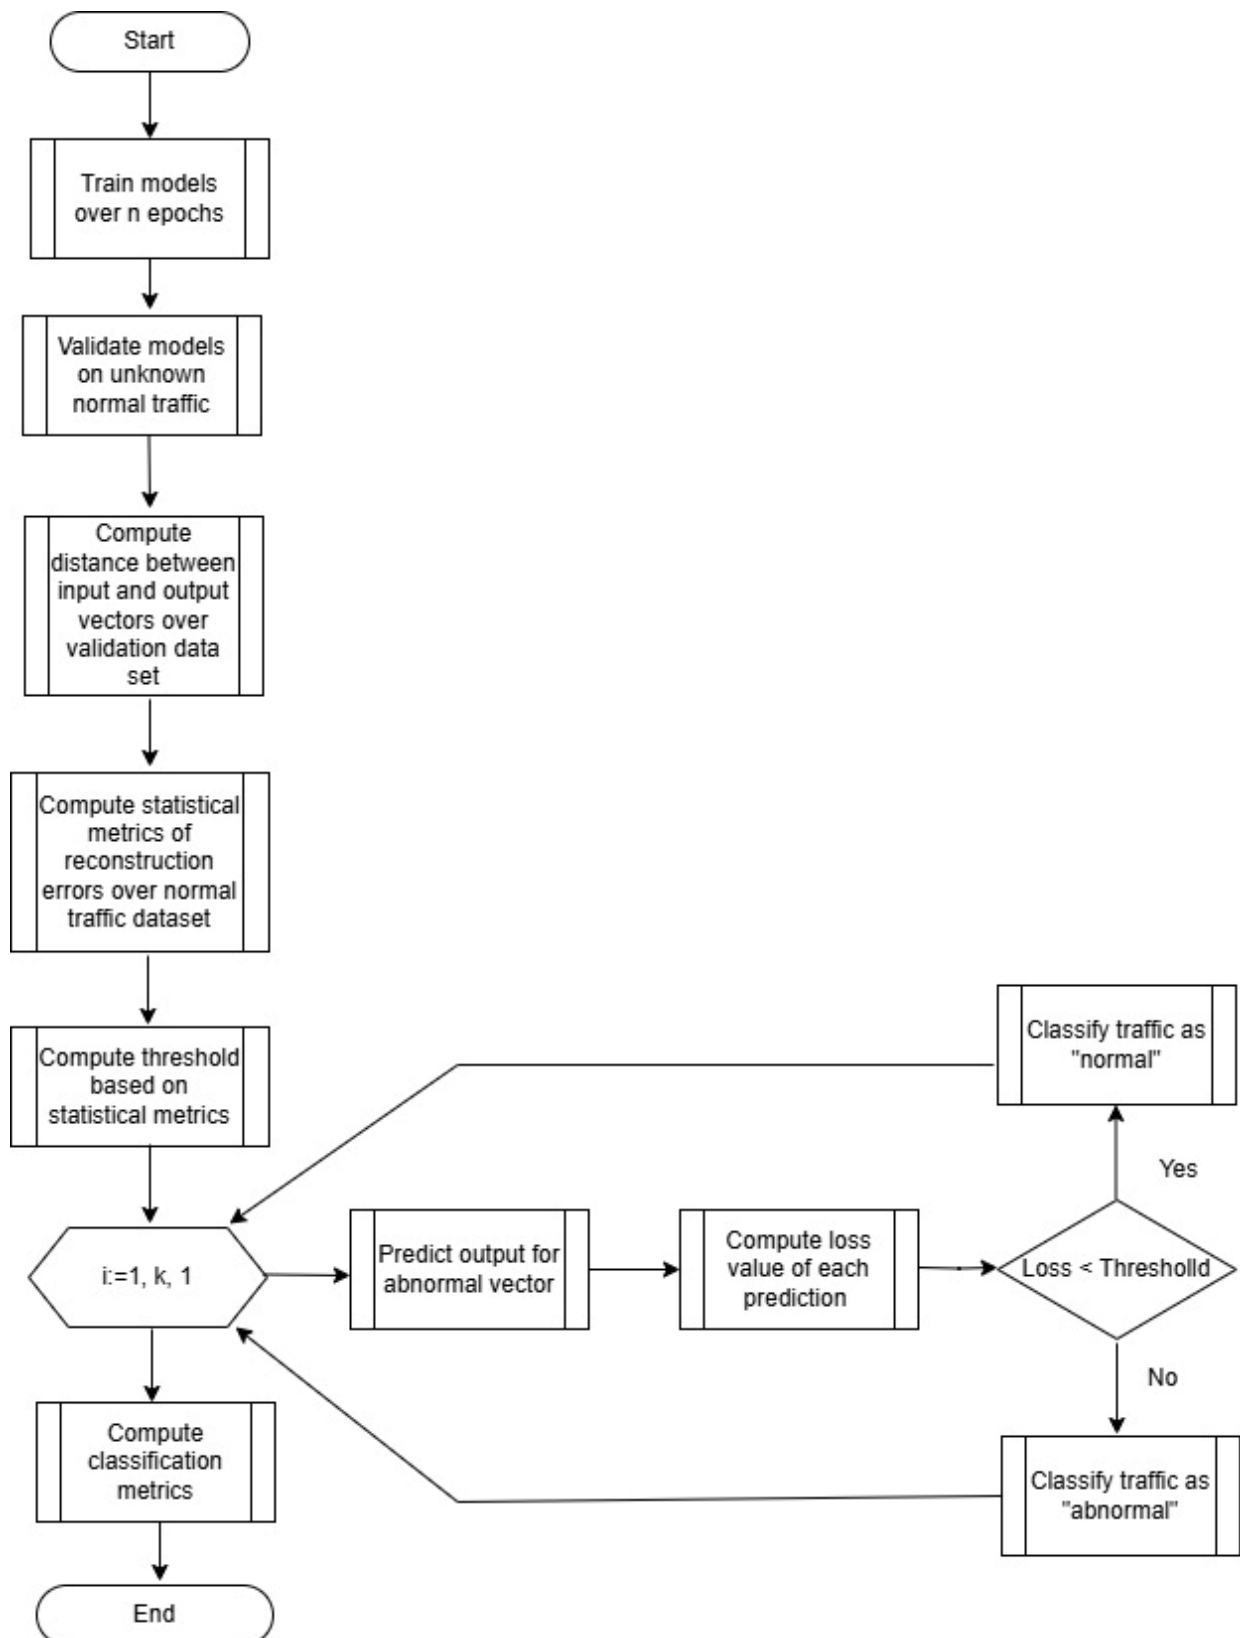 Start
Train models
over n epochs
Validate models
on unknown
normal traffic
Compute
distance between
input and output
vectors over
validation data
set
Compute statistical
metrics of
reconstruction
errors over normal
traffic dataset
Compute threshold
based on
statistical metrics
i:=1, k, 1
Predict output for
abnormal vector
Compute loss
value of each
prediction
Loss < Thresholld
Yes
Classify traffic as
"normal"
No
Classify traffic as
"abnormal"
Compute
classification
metrics
End